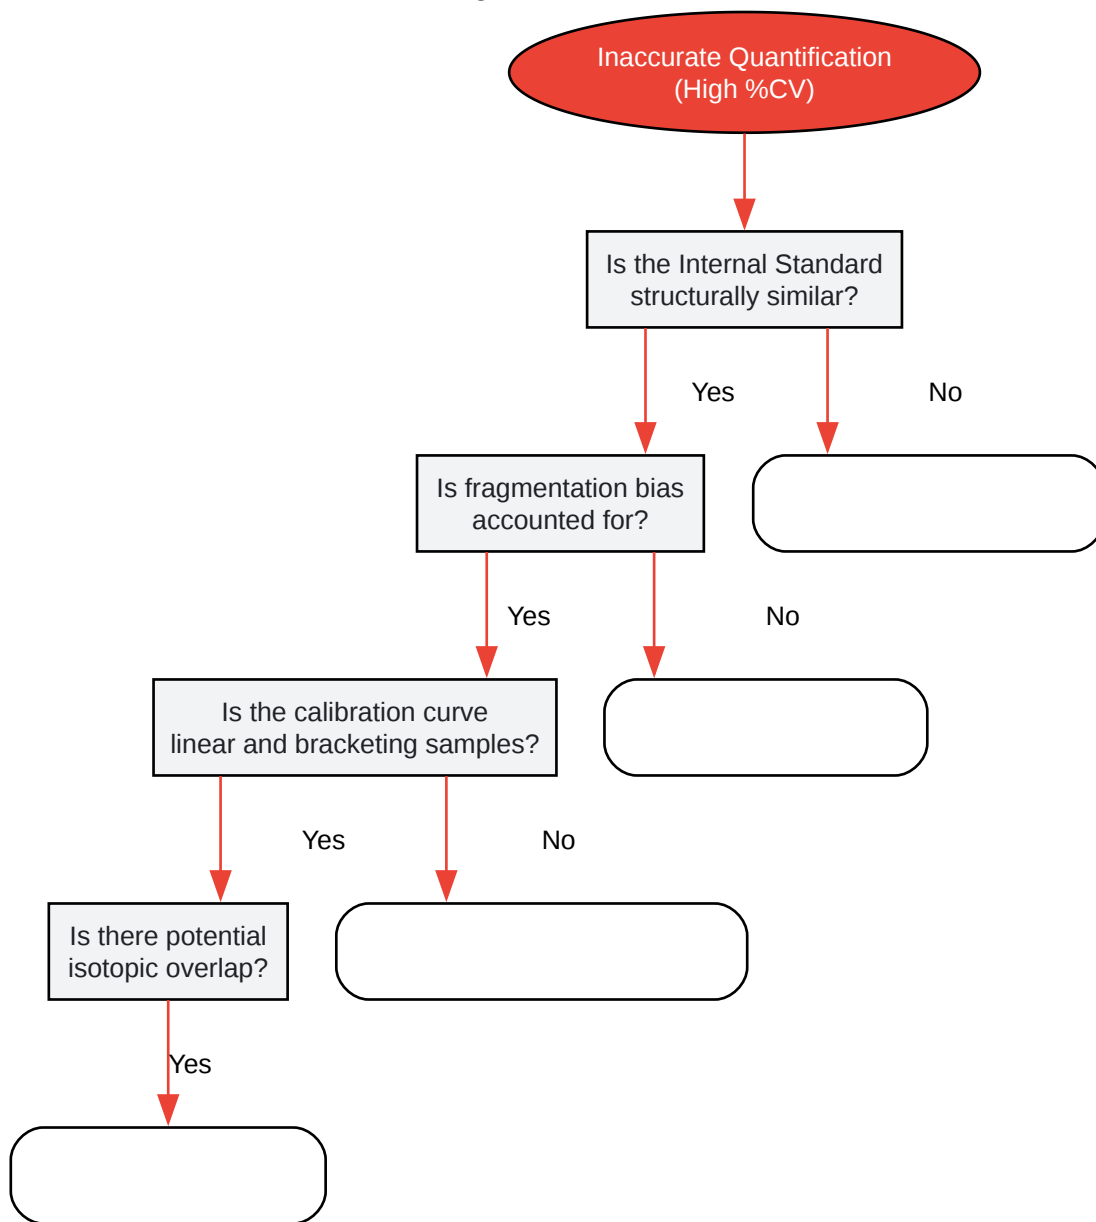 Inaccurate Quantification
(High %CV)
Is the Internal Standard
structurally similar?
Yes
No
Is fragmentation bias
accounted for?
Yes
No
Is the calibration curve
linear and bracketing samples?
Yes
No
Is there potential
isotopic overlap?
Yes